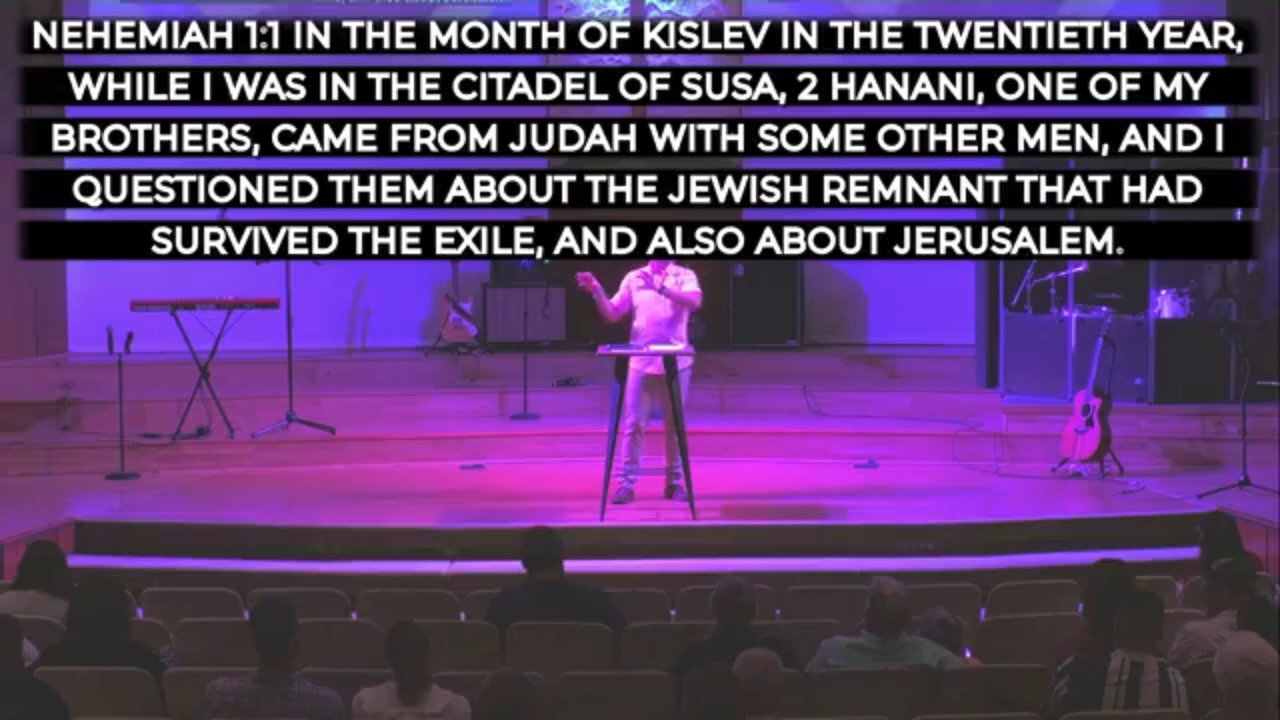 NEHEMIAH 1:1 IN THE MONTH OF KISLEV IN THE TWENTIETH YEAR,
WHILE I WAS IN THE CITADEL OF SUSA, 2 HANANI, ONE OF MY
BROTHERS, CAME FROM JUDAH WITH SOME OTHER MEN, AND I
QUESTIONED THEM ABOUT THE JEWISH REMNANT THAT HAD
SURVIVED THE EXILE, AND ALSO ABOUT JERUSALEM.